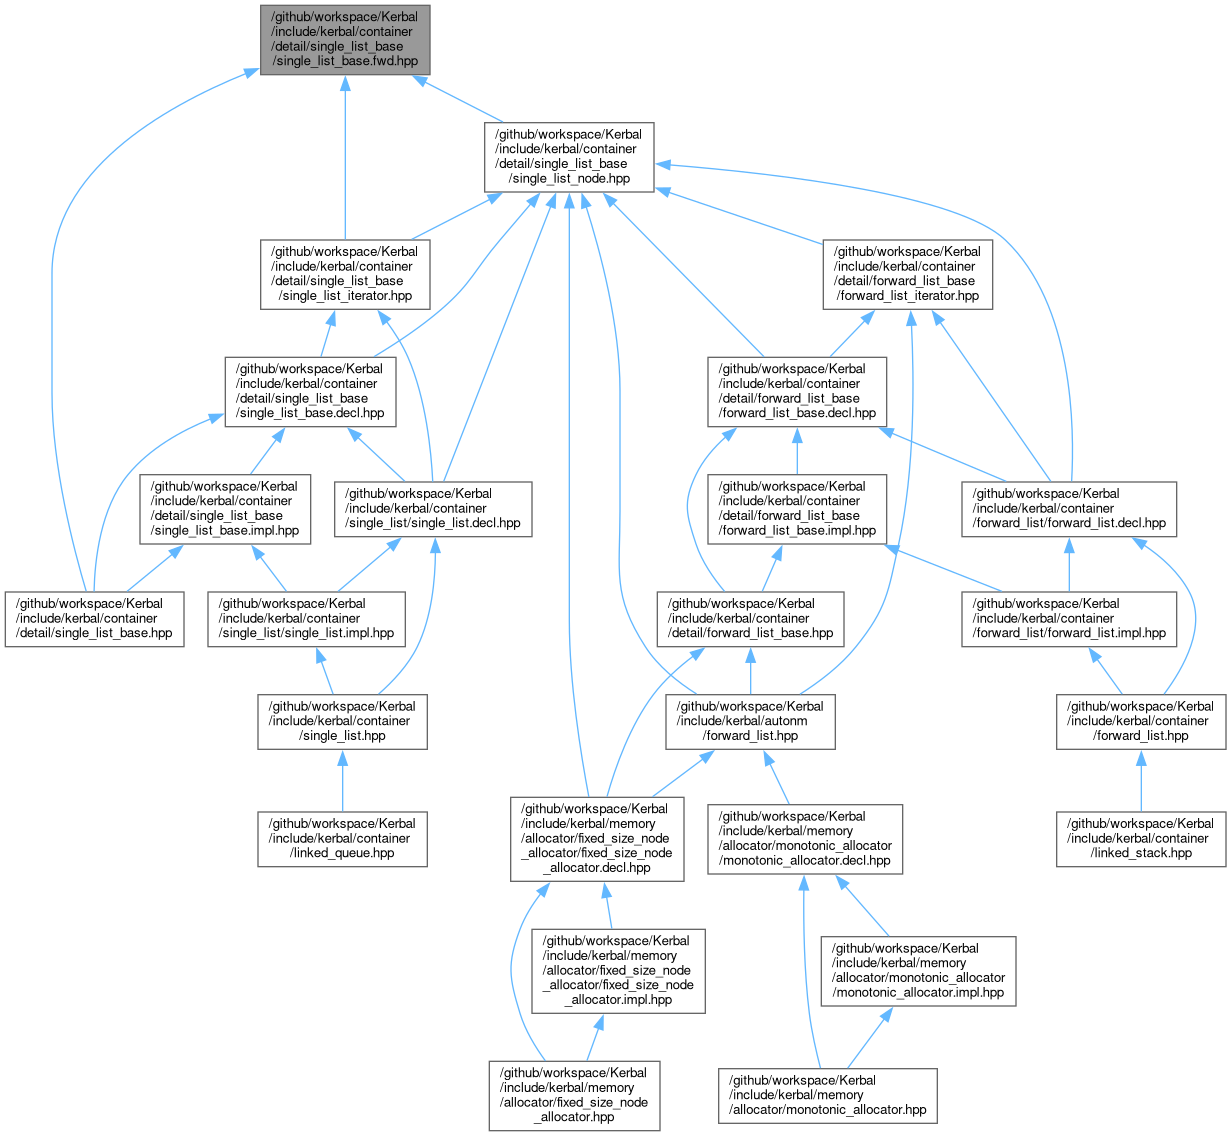 /github/workspace/Kerbal
/include/kerbal/container
/detail/single_list_base
/single_list_base.fwd.hpp
/github/workspace/Kerbal
/include/kerbal/container
/detail/single_list_base
/single_list_node.hpp
/github/workspace/Kerbal
/include/kerbal/container
/detail/single_list_base
/single_list_iterator.hpp
/github/workspace/Kerbal
/include/kerbal/container
/detail/forward_list_base
/forward_list_iterator.hpp
/github/workspace/Kerbal
/include/kerbal/container
/detail/single_list_base
/single_list_base.decl.hpp
/github/workspace/Kerbal
/include/kerbal/container
/detail/forward_list_base
/forward_list_base.decl.hpp
/github/workspace/Kerbal
/include/kerbal/container
/detail/single_list_base
/single_list_base.impl.hpp
/github/workspace/Kerbal
/include/kerbal/container
/single_list/single_list.decl.hpp
/github/workspace/Kerbal
/include/kerbal/container
/detail/forward_list_base
/forward_list_base.impl.hpp
/github/workspace/Kerbal
/include/kerbal/container
/forward_list/forward_list.decl.hpp
/github/workspace/Kerbal
/include/kerbal/container
/detail/single_list_base.hpp
/github/workspace/Kerbal
/include/kerbal/container
/single_list/single_list.impl.hpp
/github/workspace/Kerbal
/include/kerbal/container
/detail/forward_list_base.hpp
/github/workspace/Kerbal
/include/kerbal/container
/forward_list/forward_list.impl.hpp
/github/workspace/Kerbal
/include/kerbal/container
/single_list.hpp
/github/workspace/Kerbal
/include/kerbal/autonm
/forward_list.hpp
/github/workspace/Kerbal
/include/kerbal/container
/forward_list.hpp
/github/workspace/Kerbal
/include/kerbal/container
/linked_queue.hpp
/github/workspace/Kerbal
/include/kerbal/memory
/allocator/fixed_size_node
_allocator/fixed_size_node
_allocator.decl.hpp
/github/workspace/Kerbal
/include/kerbal/memory
/allocator/monotonic_allocator
/monotonic_allocator.decl.hpp
/github/workspace/Kerbal
/include/kerbal/container
/linked_stack.hpp
/github/workspace/Kerbal
/include/kerbal/memory
/allocator/fixed_size_node
_allocator/fixed_size_node
_allocator.impl.hpp
/github/workspace/Kerbal
/include/kerbal/memory
/allocator/monotonic_allocator
/monotonic_allocator.impl.hpp
/github/workspace/Kerbal
/include/kerbal/memory
/allocator/fixed_size_node
_allocator.hpp
/github/workspace/Kerbal
/include/kerbal/memory
/allocator/monotonic_allocator.hpp